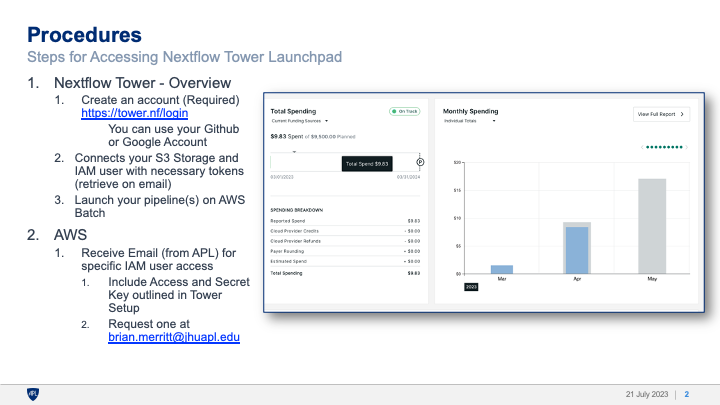 Procedures
Steps for Accessing Nextflow Tower Launchpad
1. Nextflow Tower - Overview
1. Create an account (Required)
https://tower.nf/login
You can use your Github
or Google Account
2. Connects your S3 Storage and
IAM user with necessary tokens
(retrieve on email)
3. Launch your pipeline(s) on AWS
Batch
2. AWS
1. Receive Email (from APL) for
specific IAM user access
1. Include Access and Secret
Key outlined in Tower
Setup
2. Request one at
brian.merritt@jhuapl.edu
Total Spending
On Track
Current Funding Sources
$9.83 Spent of $9,500.00 Planned
Total Spend $9.83
P
03/01/2023 03/31/2024
SPENDING BREAKDOWN
Reported Spend $9.83
Cloud Provider Credits - $0.00
Cloud Provider Refunds - $0.00
Payer Rounding - $0.00
Estimated Spend + $0.00
Total Spending $9.83
Monthly Spending
Individual Totals
View Full Report
$20
$15
$10
$5
$0
Mar Apr May
2023
APL
21 July 2023 2